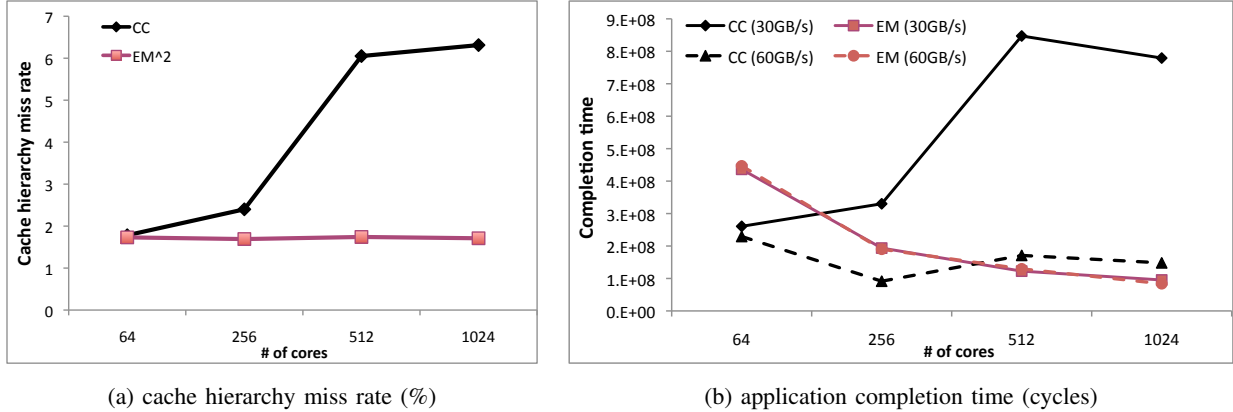 7
6
5
4
3
2
1
0
Cache hierarchy miss rate
CC
EM^2
64 256 512 1024
# of cores
(a) cache hierarchy miss rate (%)
9.E+08
8.E+08
7.E+08
6.E+08
5.E+08
4.E+08
3.E+08
2.E+08
1.E+08
0.E+00
Completion time
CC (30GB/s) EM (30GB/s)
CC (60GB/s) EM (60GB/s)
64 256 512 1024
# of cores
(b) application completion time (cycles)